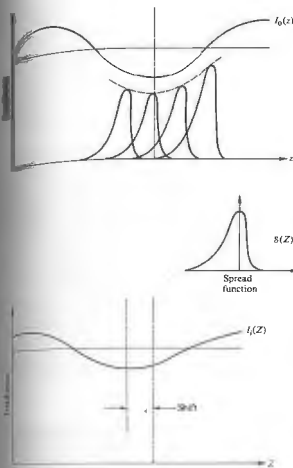 I₀(z)
z
S(Z)
Spread
function
Iᵢ(Z)
Shift
Z